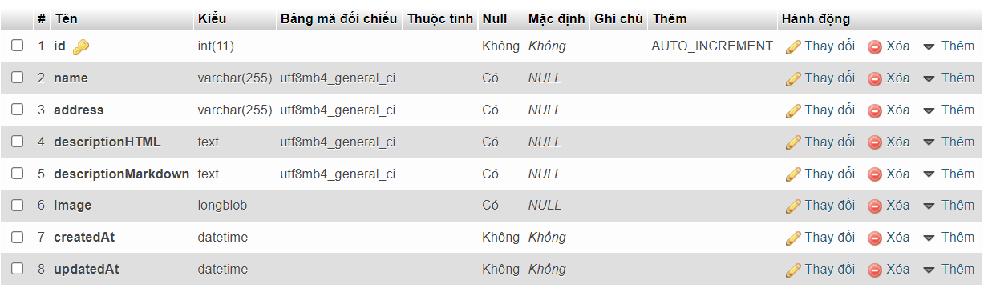 # Tên Kiểu Bảng mã đối chiếu Thuộc tính Null Mặc định Ghi chú Thêm Hành động
1 id int(11) Không Không AUTO_INCREMENT Thay đổi Xóa Thêm
2 name varchar(255) utf8mb4_general_ci Có NULL Thay đổi Xóa Thêm
3 address varchar(255) utf8mb4_general_ci Có NULL Thay đổi Xóa Thêm
4 descriptionHTML text utf8mb4_general_ci Có NULL Thay đổi Xóa Thêm
5 descriptionMarkdown text utf8mb4_general_ci Có NULL Thay đổi Xóa Thêm
6 image longblob Có NULL Thay đổi Xóa Thêm
7 createdAt datetime Không Không Thay đổi Xóa Thêm
8 updatedAt datetime Không Không Thay đổi Xóa Thêm